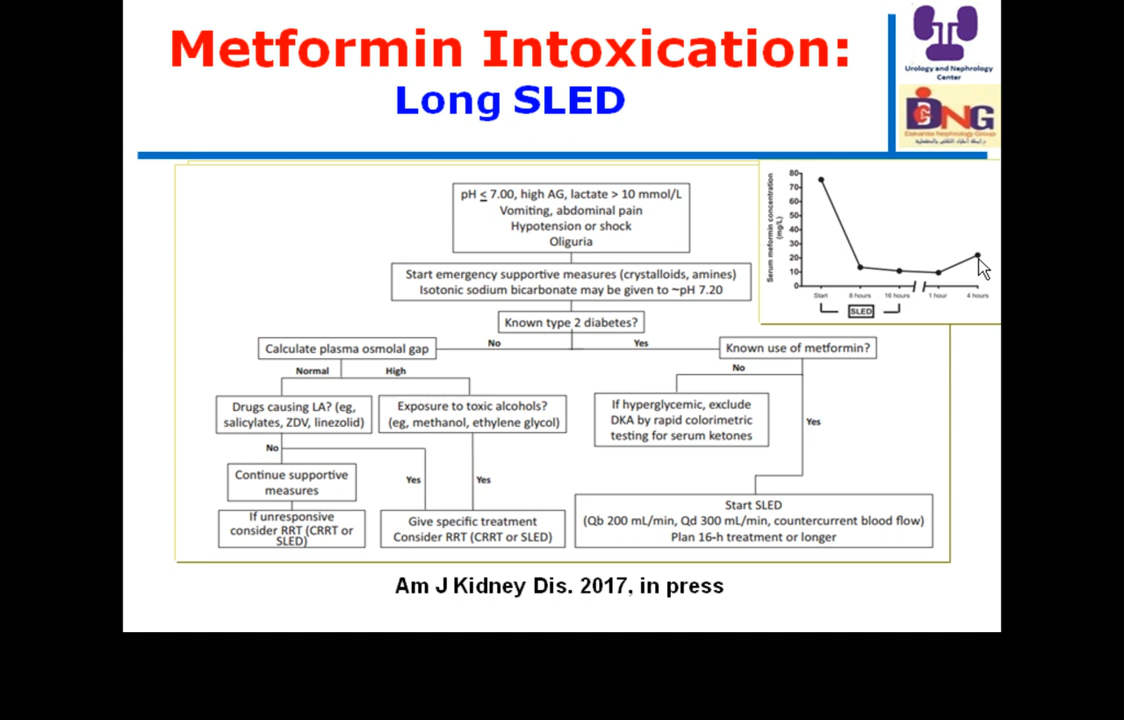 Metformin Intoxication:
Long SLED
Urology and Nephrology
Center
DNG
Dakahlia Nephrology Group
pH ≤ 7.00, high AG, lactate > 10 mmol/L
Vomiting, abdominal pain
Hypotension or shock
Oliguria
Start emergency supportive measures (crystalloids, amines)
Isotonic sodium bicarbonate may be given to ~pH 7.20
Known type 2 diabetes?
No
Yes
Calculate plasma osmolal gap
Known use of metformin?
Normal
High
No
Drugs causing LA? (eg,
salicylates, ZDV, linezolid)
Exposure to toxic alcohols?
(eg, methanol, ethylene glycol)
If hyperglycemic, exclude
DKA by rapid colorimetric
testing for serum ketones
Yes
No
Continue supportive
measures
Yes
Yes
If unresponsive
consider RRT (CRRT or
SLED)
Give specific treatment
Consider RRT (CRRT or SLED)
Start SLED
(Qb 200 mL/min, Qd 300 mL/min, countercurrent blood flow)
Plan 16-h treatment or longer
Serum metformin concentration
(mg/L)
80
70
60
50
40
30
20
10
0
Start
8 hours
16 hours
1 hour
4 hours
SLED
Am J Kidney Dis. 2017, in press